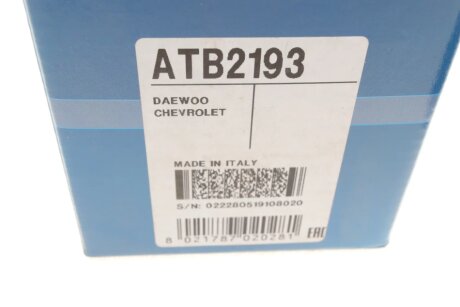 ATB2193
DAEWOO
CHEVROLET
MADE IN ITALY
S/N: 022280519108020
8 021787 020281
EAC